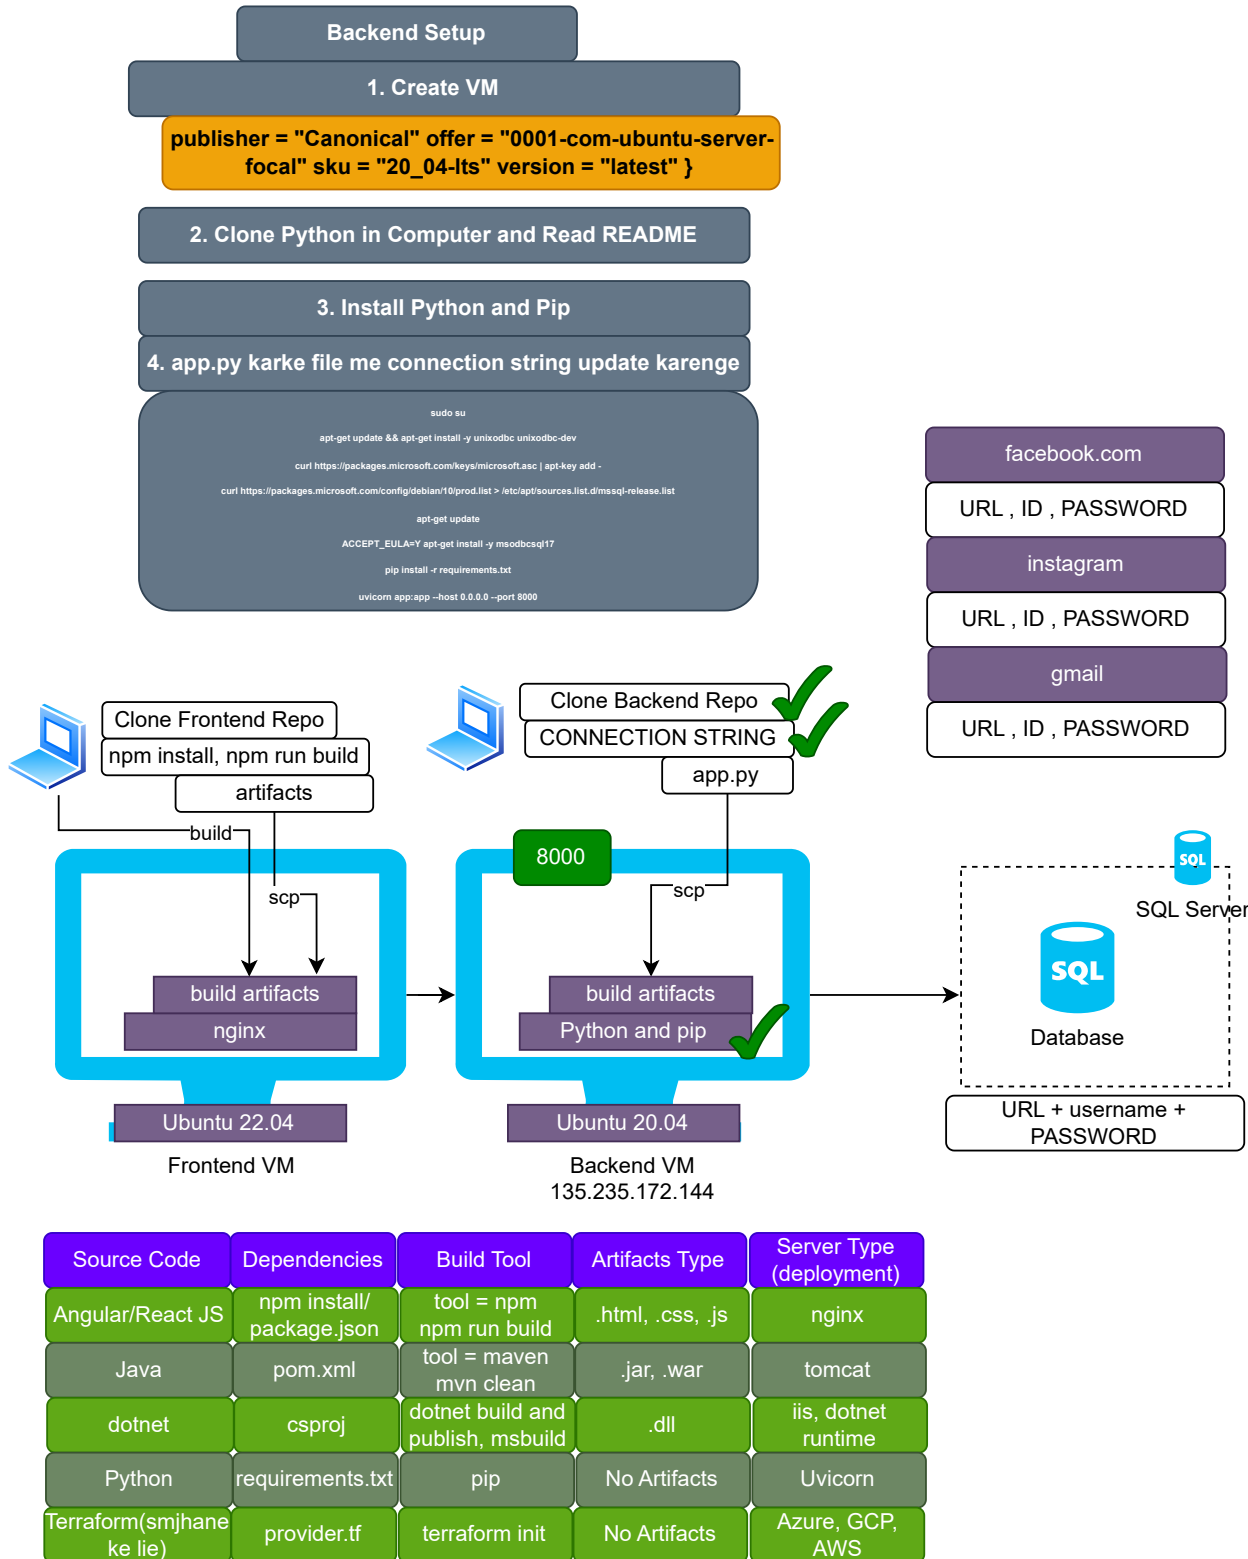 Backend Setup
1. Create VM
publisher = "Canonical" offer = "0001-com-ubuntu-server-
focal" sku = "20_04-lts" version = "latest" }
2. Clone Python in Computer and Read README
3. Install Python and Pip
4. app.py karke file me connection string update karenge
sudo su
apt-get update && apt-get install -y unixodbc unixodbc-dev
curl https://packages.microsoft.com/keys/microsoft.asc | apt-key add -
curl https://packages.microsoft.com/config/debian/10/prod.list > /etc/apt/sources.list.d/mssql-release.list
apt-get update
ACCEPT_EULA=Y apt-get install -y msodbcsql17
pip install -r requirements.txt
uvicorn app:app --host 0.0.0.0 --port 8000
facebook.com
URL , ID , PASSWORD
instagram
URL , ID , PASSWORD
gmail
URL , ID , PASSWORD
Clone Frontend Repo
npm install, npm run build
artifacts
build
scp
build artifacts
nginx
Ubuntu 22.04
Frontend VM
Clone Backend Repo
CONNECTION STRING
app.py
8000
scp
build artifacts
Python and pip
Ubuntu 20.04
Backend VM
135.235.172.144
SQL
SQL Server
SQL
Database
URL + username +
PASSWORD
Source Code
Dependencies
Build Tool
Artifacts Type
Server Type
(deployment)
Angular/React JS
npm install/
package.json
tool = npm
npm run build
.html, .css, .js
nginx
Java
pom.xml
tool = maven
mvn clean
.jar, .war
tomcat
dotnet
csproj
dotnet build and
publish, msbuild
.dll
iis, dotnet
runtime
Python
requirements.txt
pip
No Artifacts
Uvicorn
Terraform(smjhane
ke lie)
provider.tf
terraform init
No Artifacts
Azure, GCP,
AWS